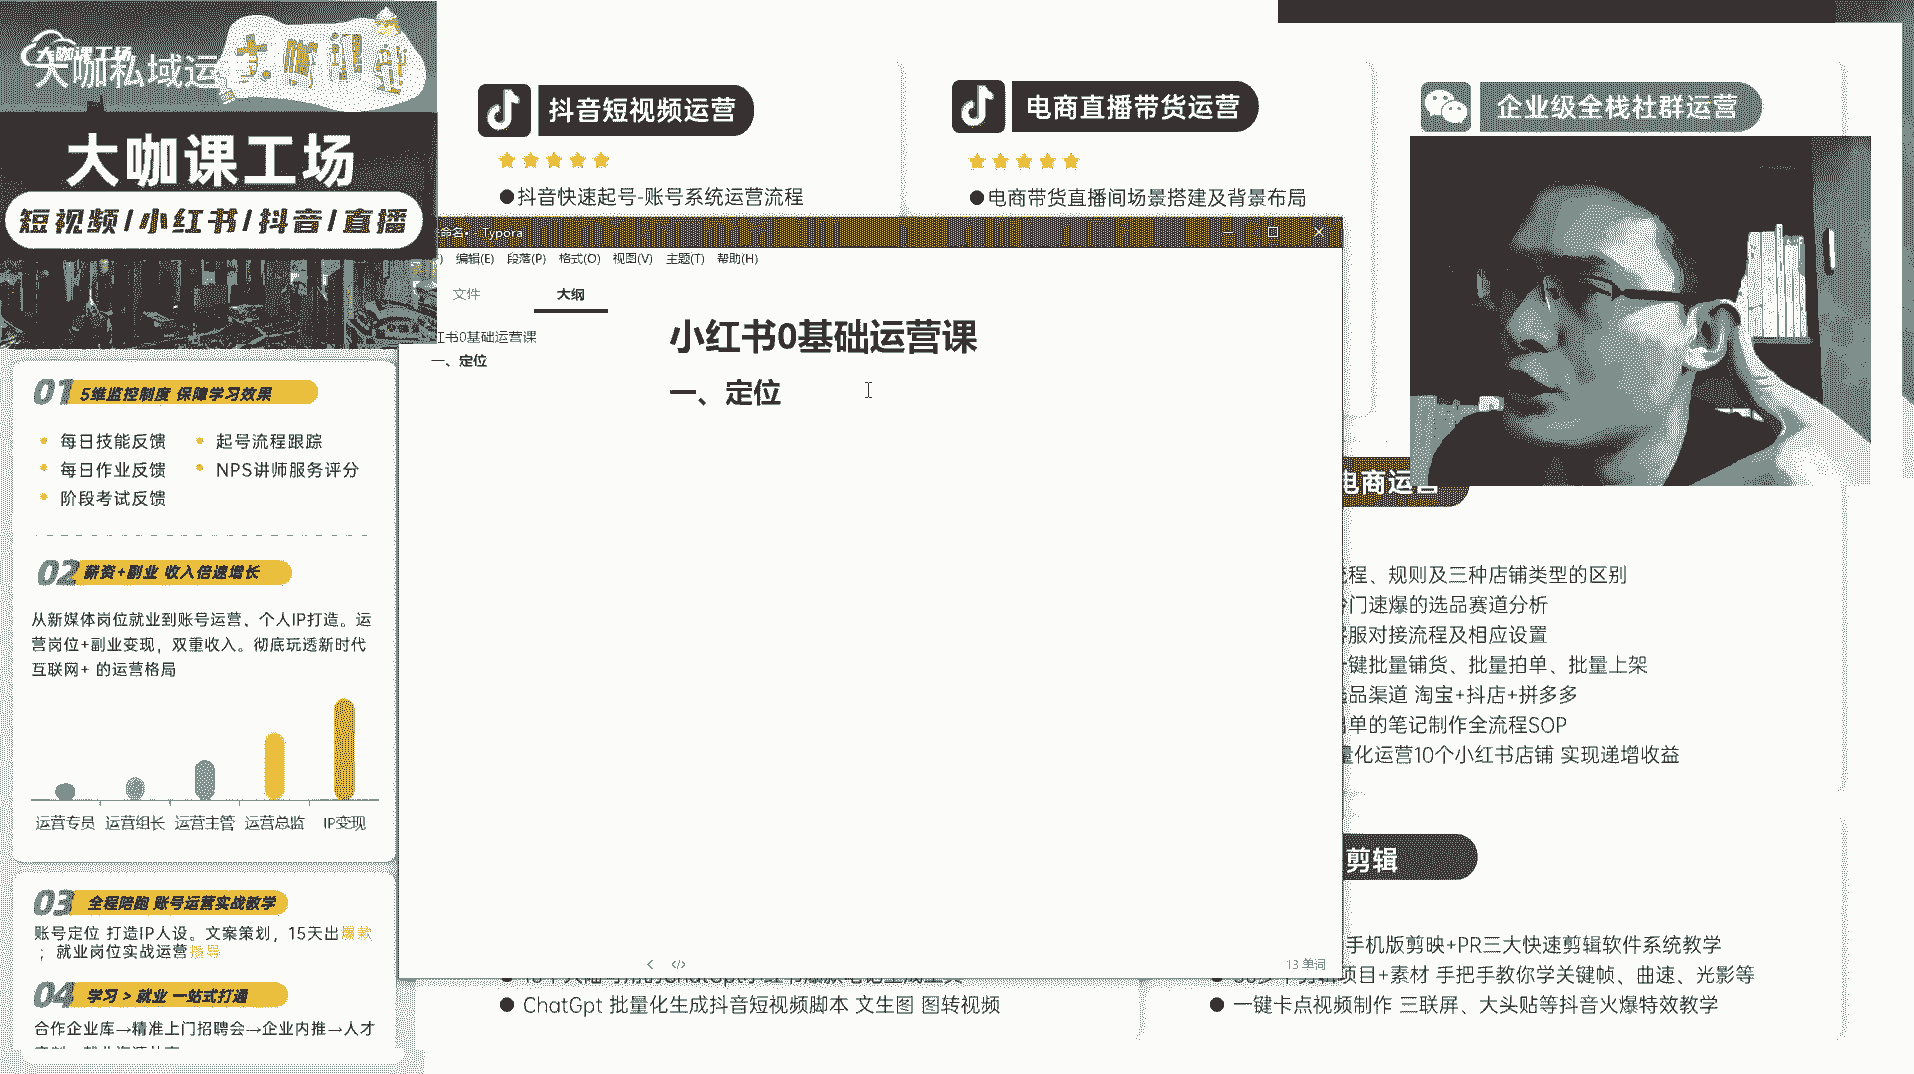 大咖课工场
大咖私域运
大咖课工场
短视频/小红书/抖音/直播
01 5维监控制度 保障学习效果
每日技能反馈
起号流程跟踪
每日作业反馈
NPS讲师服务评分
阶段考试反馈
02 薪资+副业 收入倍速增长
从新媒体岗位就业到账号运营、个人IP打造。运
营岗位+副业变现，双重收入。彻底玩透新时代
互联网+ 的运营格局
运营专员 运营组长 运营主管 运营总监 IP变现
03 全程陪跑 账号运营实战教学
账号定位 打造IP人设。文案策划，15天出爆款
；就业岗位实战运营
04 学习 > 就业 一站式打通
合作企业库→精准上门招聘会→企业内推→人才
抖音短视频运营
●抖音快速起号-账号系统运营流程
电商直播带货运营
●电商带货直播间场景搭建及背景布局
企业级全栈社群运营
命名• - Typora
编辑(E) 段落(P) 格式(O) 视图(V) 主题(T) 帮助(H)
文件 大纲
书0基础运营课
一、定位
小红书0基础运营课
一、定位
13 单词
电商运营
程、规则及三种店铺类型的区别
门速爆的选品赛道分析
服对接流程及相应设置
键批量铺货、批量拍单、批量上架
品渠道 淘宝+抖店+拼多多
单的笔记制作全流程SOP
量化运营10个小红书店铺 实现递增收益
剪辑
手机版剪映+PR三大快速剪辑软件系统教学
项目+素材 手把手教你学关键帧、曲速、光影等
● 一键卡点视频制作 三联屏、大头贴等抖音火爆特效教学
● ChatGpt 批量化生成抖音短视频脚本 文生图 图转视频